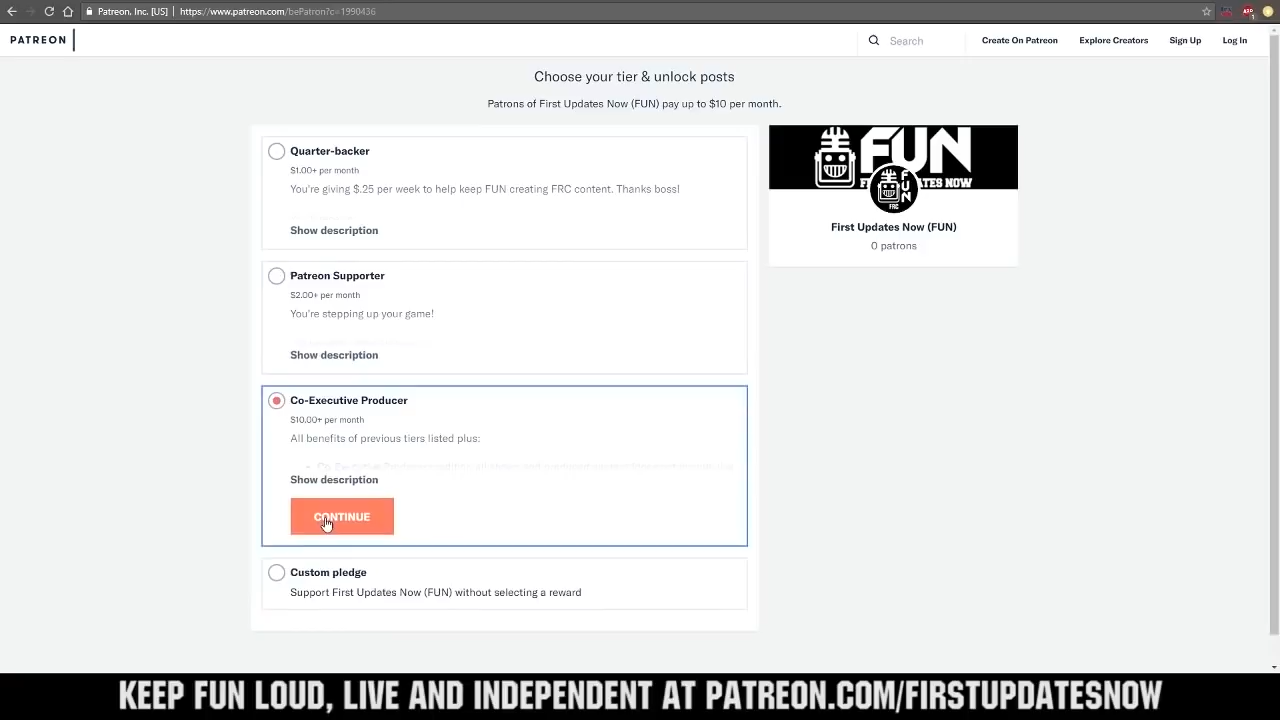 Patreon, Inc. [US] | https://www.patreon.com/bePatron?c=1990436
PATREON
Search
Create On Patreon
Explore Creators
Sign Up
Log In
Choose your tier & unlock posts
Patrons of First Updates Now (FUN) pay up to $10 per month.
Quarter-backer
$1.00+ per month
You're giving $.25 per week to help keep FUN creating FRC content. Thanks boss!
Show description
Patreon Supporter
$2.00+ per month
You're stepping up your game!
Show description
Co-Executive Producer
$10.00+ per month
All benefits of previous tiers listed plus:
Show description
CONTINUE
Custom pledge
Support First Updates Now (FUN) without selecting a reward
FUN
UPDATES NOW
FUN
FRC
First Updates Now (FUN)
0 patrons
KEEP FUN LOUD, LIVE AND INDEPENDENT AT PATREON.COM/FIRSTUPDATESNOW